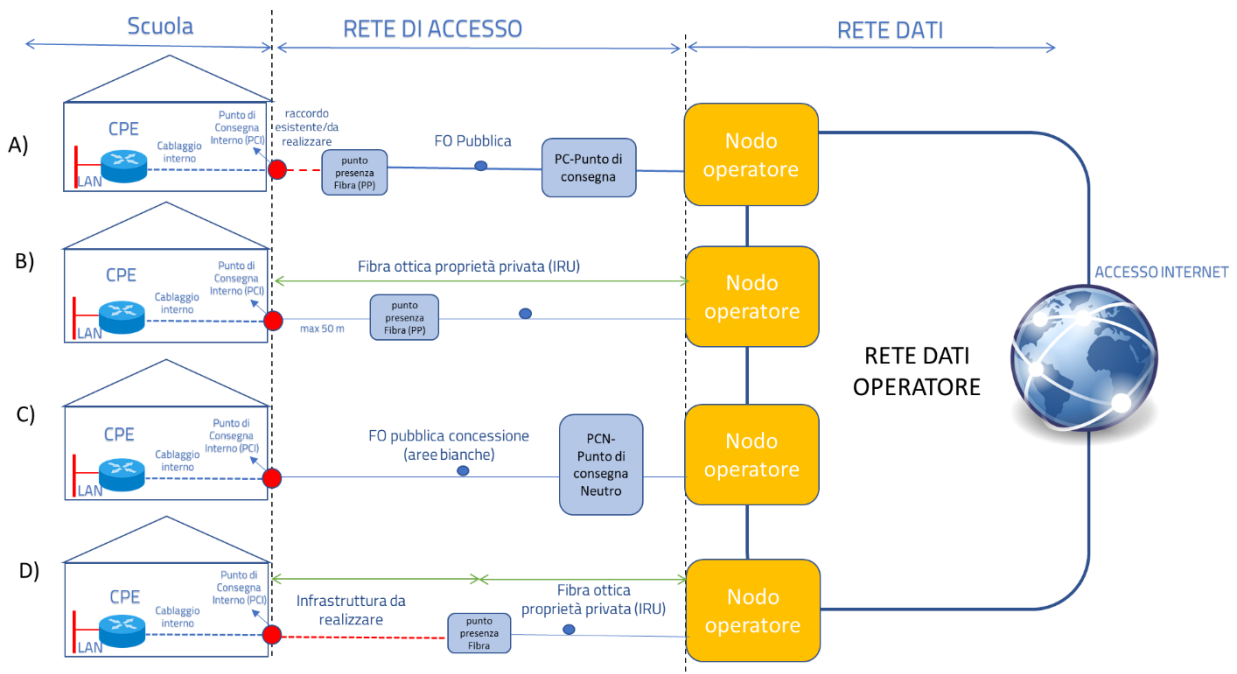 Scuola
RETE DI ACCESSO
RETE DATI
A)
CPE
LAN
Cablaggio
interno
Punto di
Consegna
Interno (PCI)
raccordo
esistente/da
realizzare
punto
presenza
Fibra (PP)
FO Pubblica
PC-Punto di
consegna
Nodo
operatore
B)
CPE
LAN
Cablaggio
interno
Punto di
Consegna
Interno (PCI)
Fibra ottica proprietà privata (IRU)
max 50 m
punto
presenza
Fibra (PP)
Nodo
operatore
ACCESSO INTERNET
RETE DATI
OPERATORE
C)
CPE
LAN
Cablaggio
interno
Punto di
Consegna
Interno (PCI)
FO pubblica concessione
(aree bianche)
PCN-
Punto di
consegna
Neutro
Nodo
operatore
D)
CPE
LAN
Cablaggio
interno
Punto di
Consegna
Interno (PCI)
Infrastruttura da
realizzare
punto
presenza
Fibra
Fibra ottica
proprietà privata (IRU)
Nodo
operatore